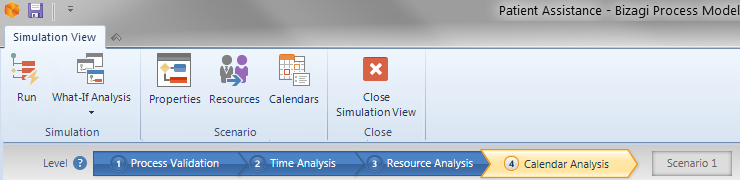 Patient Assistance - Bizagi Process Model
Simulation View
Run
What-If Analysis
Properties
Resources
Calendars
Close
Simulation View
Simulation
Scenario
Close
Level ? 1 Process Validation 2 Time Analysis 3 Resource Analysis 4 Calendar Analysis Scenario 1